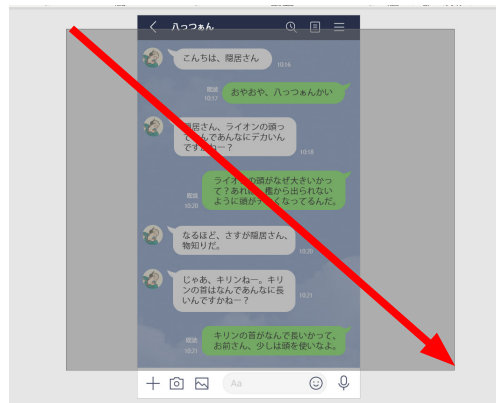 八っつぁん
こんちは、隠居さん
10:16
既読
10:17
おやおや、八っつぁんかい
隠居さん、ライオンの頭っ
てなんであんなにデカいん
ですかねー？
10:18
ライオンの頭がなぜ大きいかっ
て？あれは、檻から出られない
ように頭がデカくなってるんだ。
既読
10:20
なるほど、さすが隠居さん、
物知りだ。
10:20
じゃあ、キリンねー。キリ
ンの首はなんであんなに長
いんですかねー？
10:21
キリンの首がなんで長いかって、
お前さん、少しは頭を使いなよ。
既読
10:21
Aa